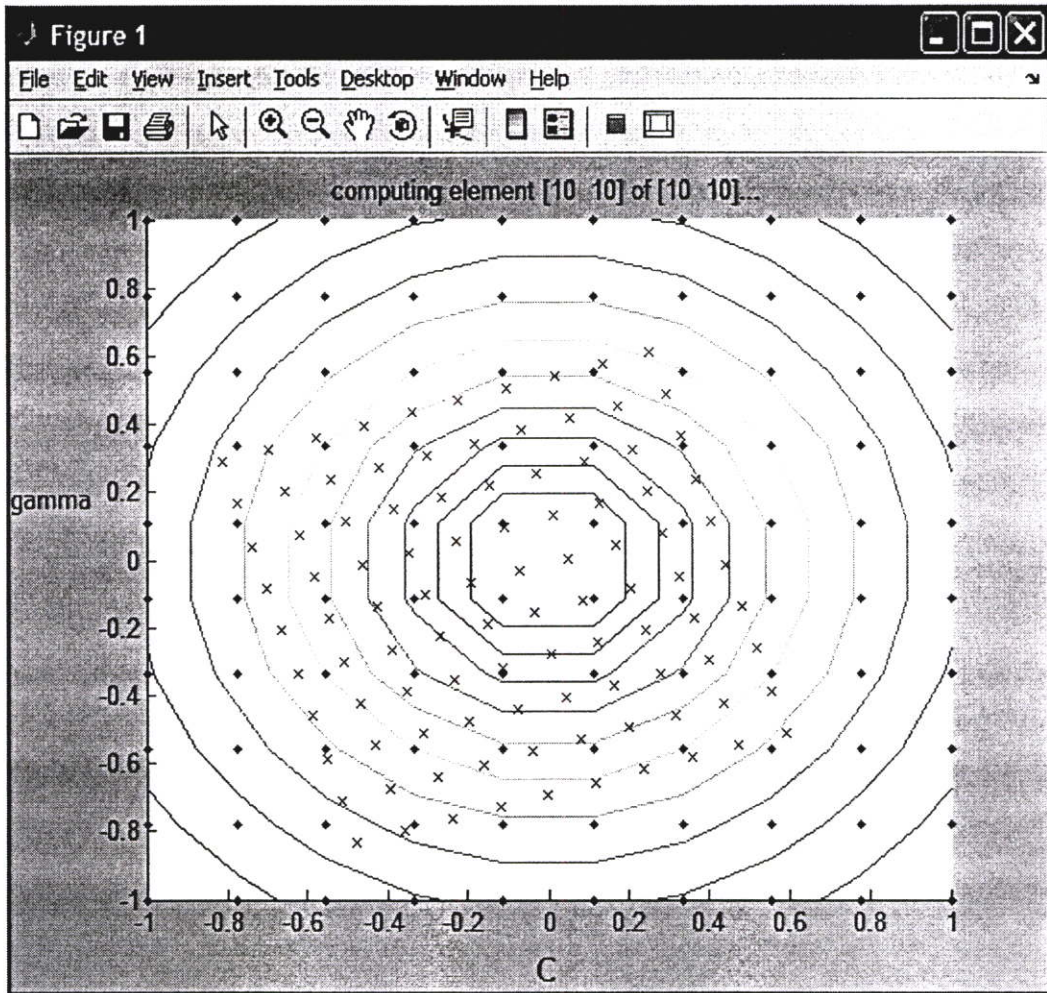 Figure 1
File Edit View Insert Tools Desktop Window Help
computing element [10 10] of [10 10]...
1
0.8
0.6
0.4
0.2
gamma
0
-0.2
-0.4
-0.6
-0.8
-1
-1 -0.8 -0.6 -0.4 -0.2 0 0.2 0.4 0.6 0.8 1
C